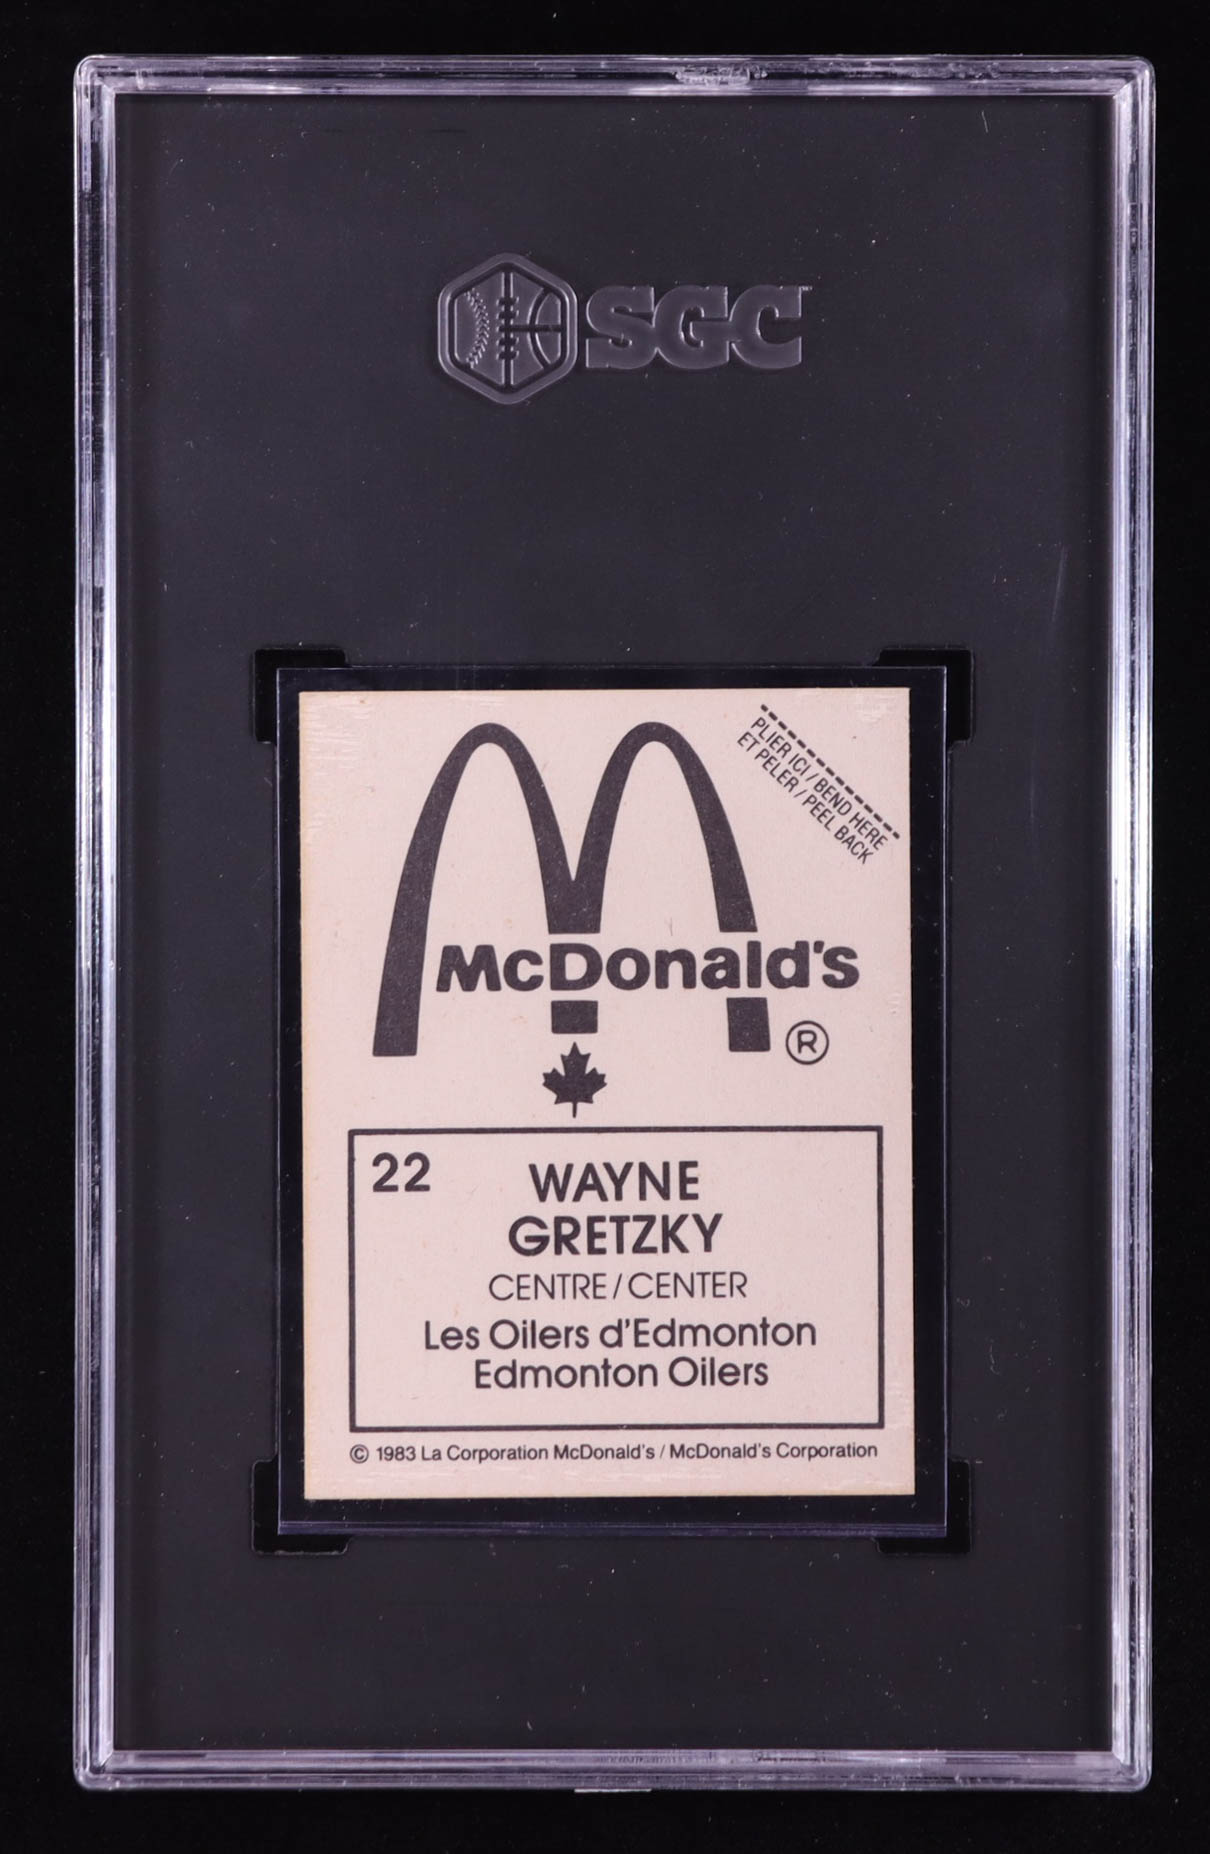 SGC
PLIER ICI / BEND HERE
ET PELER / PEEL BACK
McDonald's
®
22
WAYNE
GRETZKY
CENTRE / CENTER
Les Oilers d'Edmonton
Edmonton Oilers
© 1983 La Corporation McDonald's / McDonald's Corporation